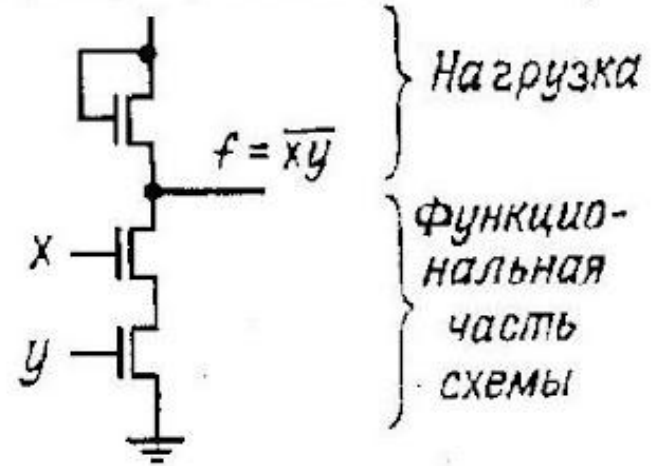 Нагрузка
f = x̅y̅
Функцио-
нальная
часть
схемы
x
y